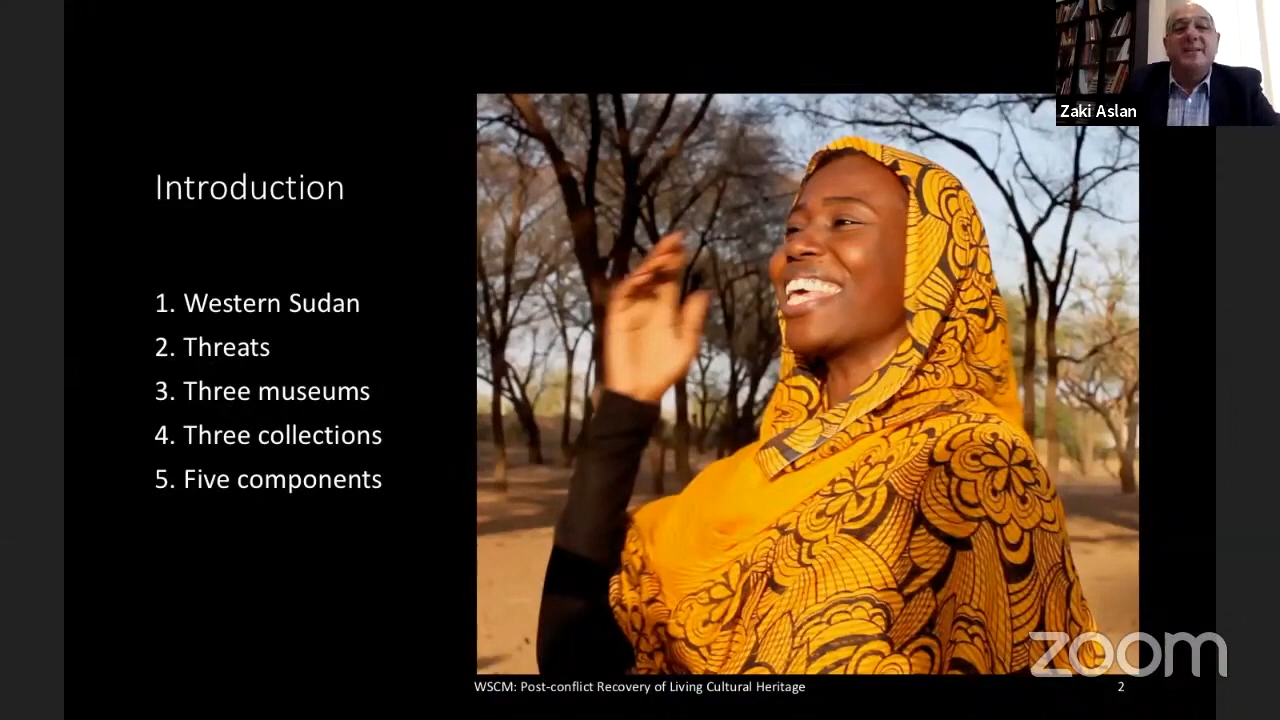 Zaki Aslan
Introduction
1. Western Sudan
2. Threats
3. Three museums
4. Three collections
5. Five components
zoom
WSCM: Post-conflict Recovery of Living Cultural Heritage
2